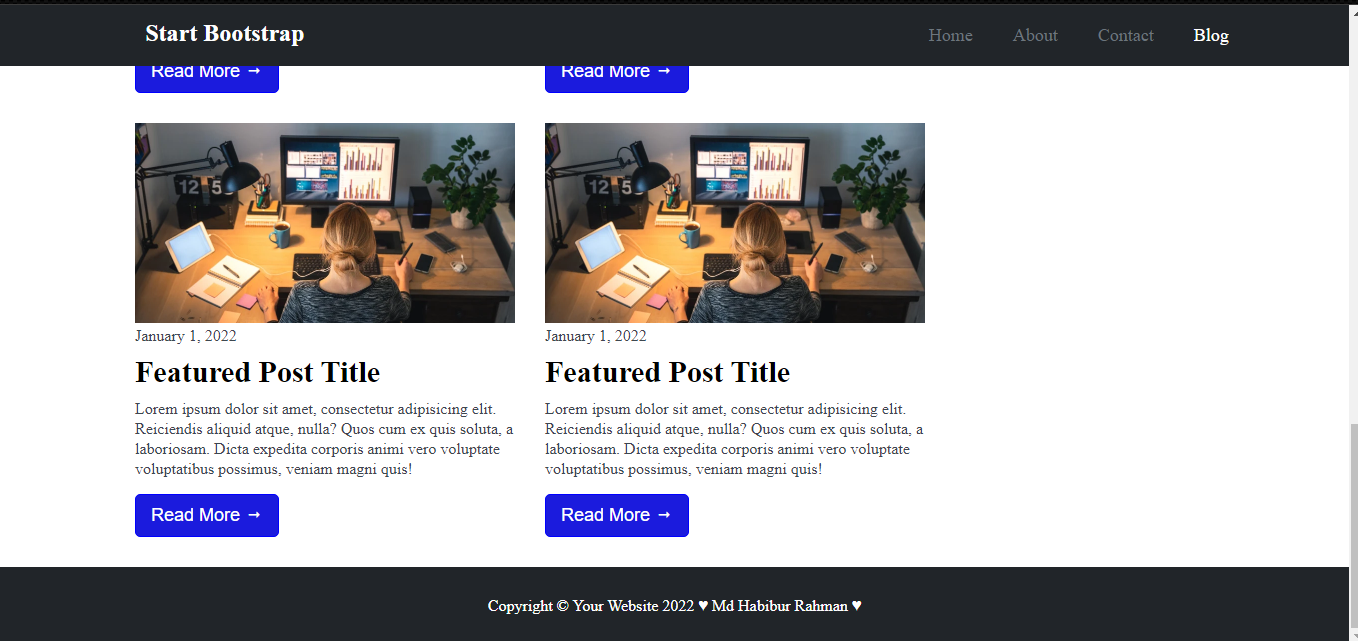 Start Bootstrap
Home About Contact Blog
Read More →
Read More →
12 5
12 5
January 1, 2022
Featured Post Title
Lorem ipsum dolor sit amet, consectetur adipisicing elit.
Reiciendis aliquid atque, nulla? Quos cum ex quis soluta, a
laboriosam. Dicta expedita corporis animi vero voluptate
voluptatibus possimus, veniam magni quis!
Read More →
January 1, 2022
Featured Post Title
Lorem ipsum dolor sit amet, consectetur adipisicing elit.
Reiciendis aliquid atque, nulla? Quos cum ex quis soluta, a
laboriosam. Dicta expedita corporis animi vero voluptate
voluptatibus possimus, veniam magni quis!
Read More →
Copyright © Your Website 2022 ♥ Md Habibur Rahman ♥